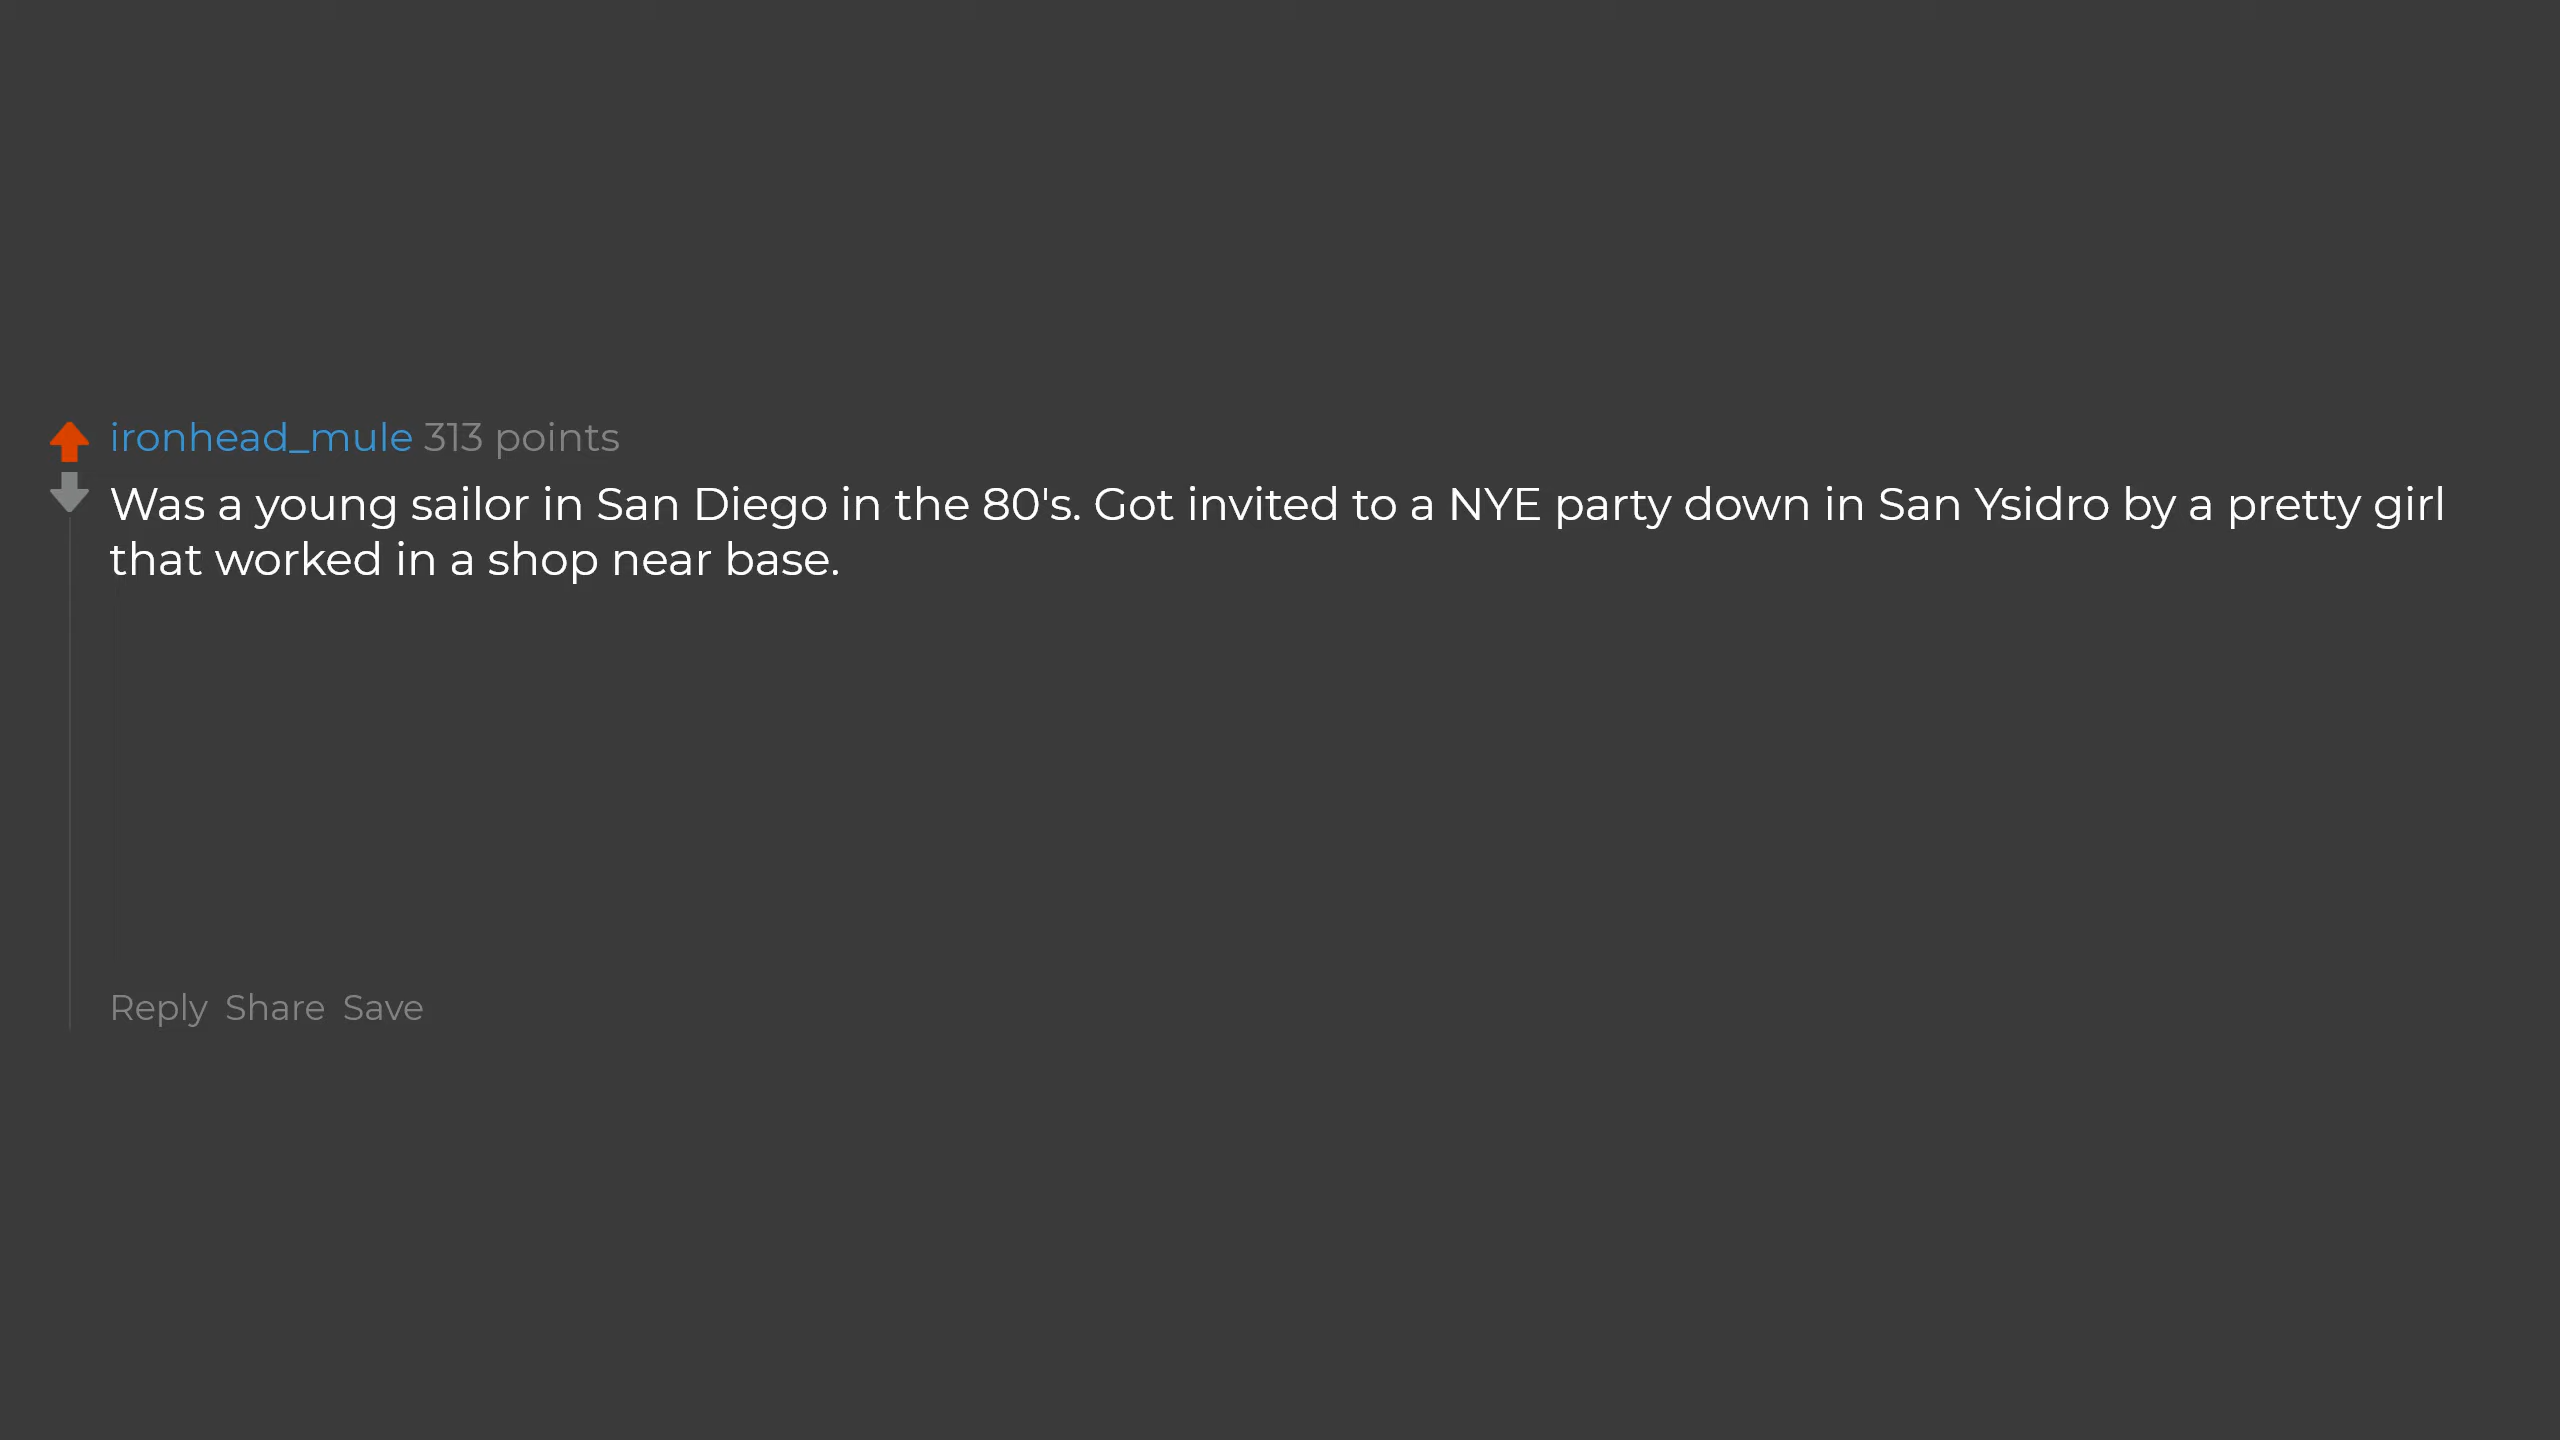 ironhead_mule 313 points
Was a young sailor in San Diego in the 80's. Got invited to a NYE party down in San Ysidro by a pretty girl
that worked in a shop near base.
Reply Share Save